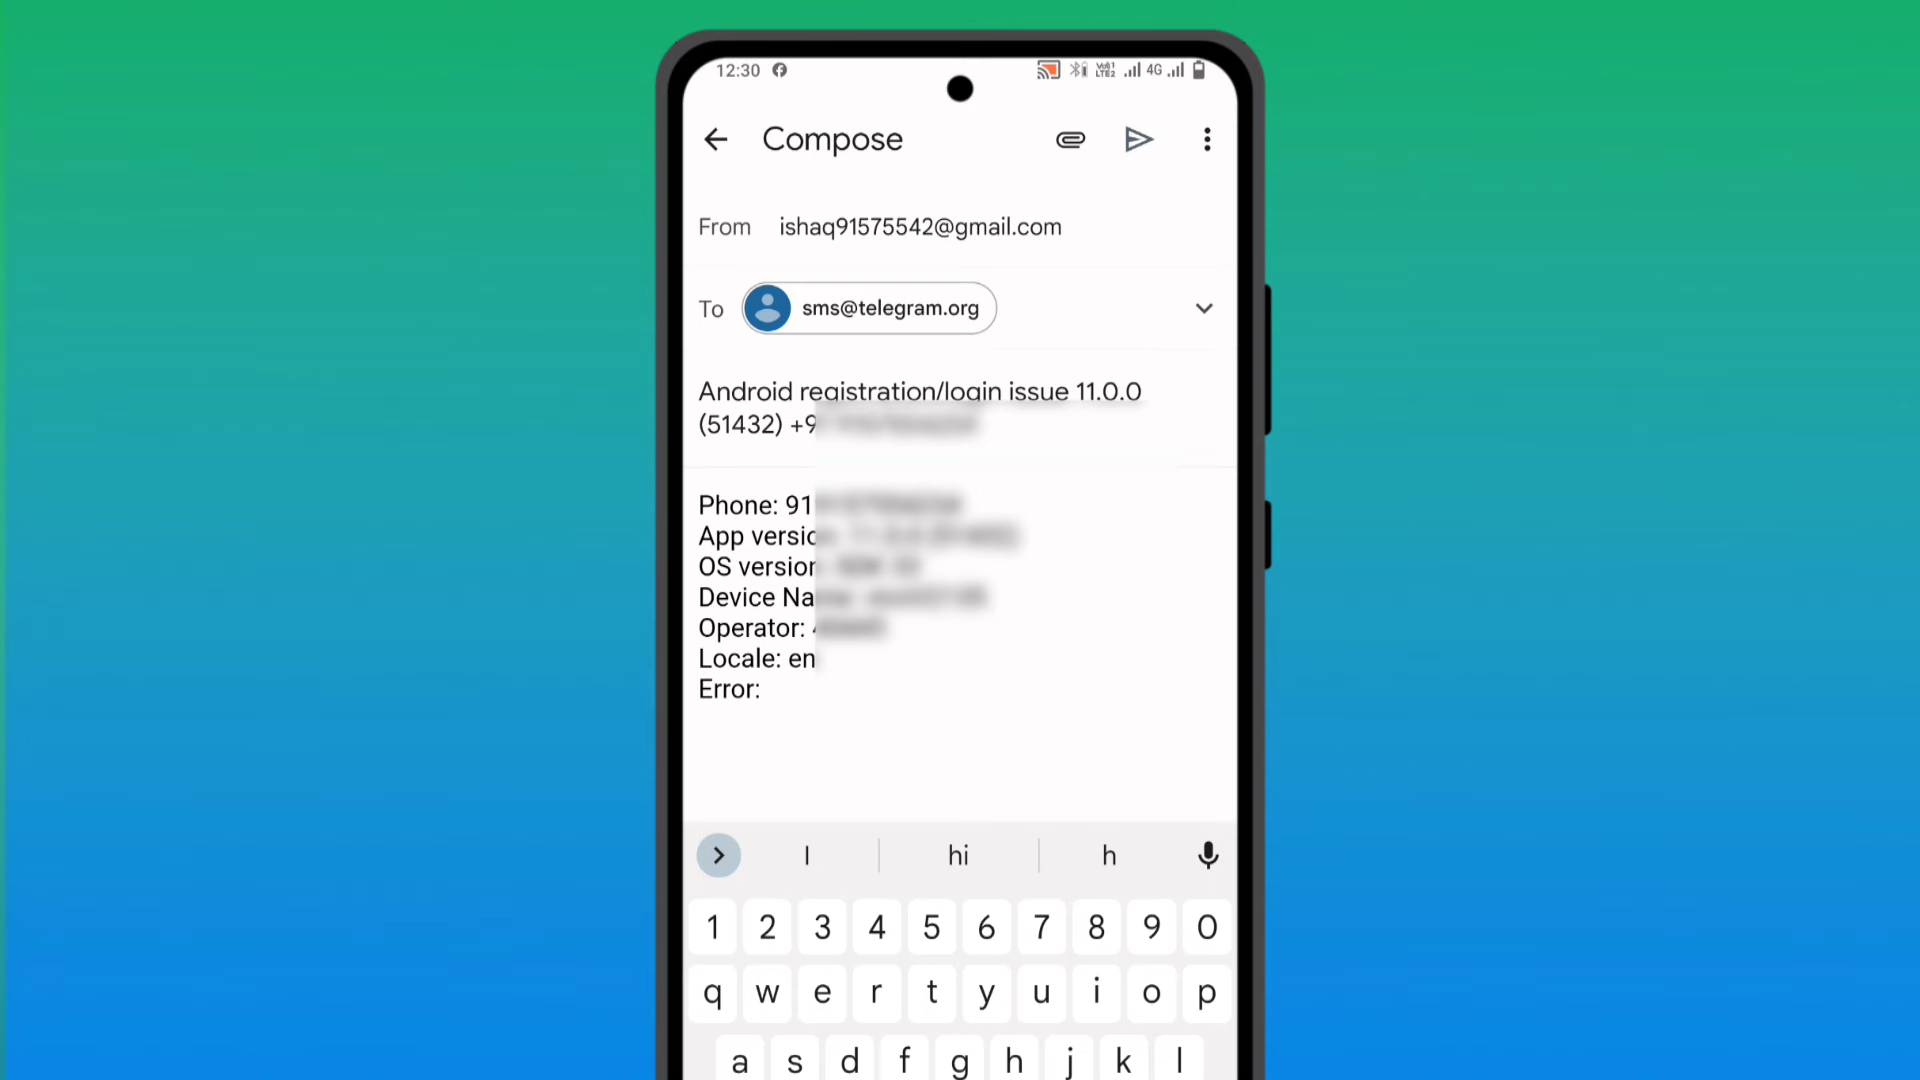 12:30
4G
Compose
From ishaq91575542@gmail.com
To sms@telegram.org
Android registration/login issue 11.0.0
(51432) +9
Phone: 91
App versio
OS version
Device Na
Operator:
Locale: en
Error:
I hi h
1 2 3 4 5 6 7 8 9 0
q w e r t y u i o p
a s d f g h j k l